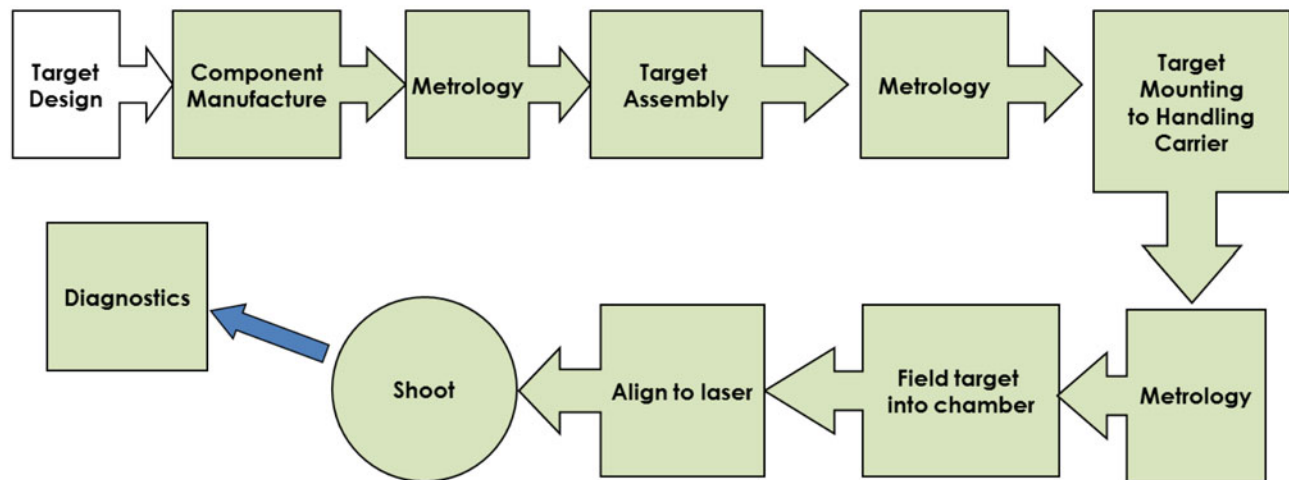 Target
Design
Component
Manufacture
Metrology
Target
Assembly
Metrology
Target
Mounting
to Handling
Carrier
Metrology
Field target
into chamber
Align to laser
Shoot
Diagnostics